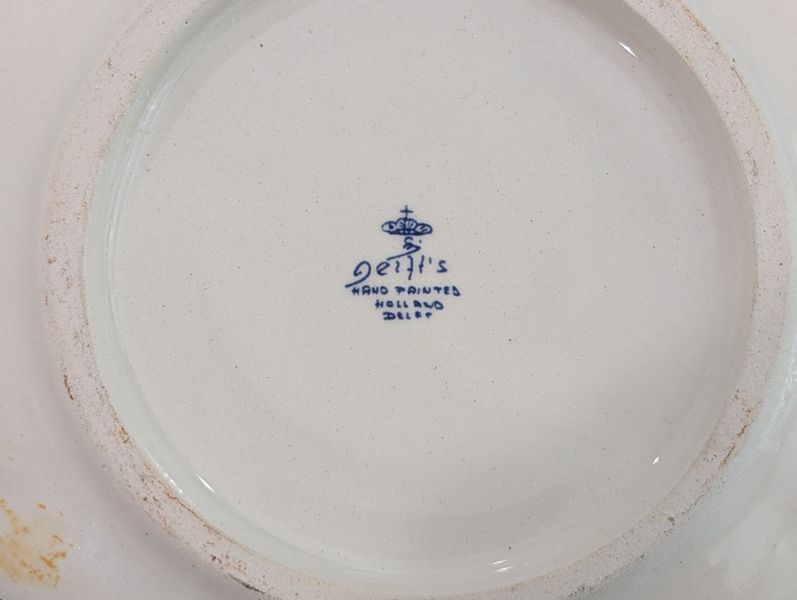 Delft's
HAND PAINTED
HOLLAND
DELFT